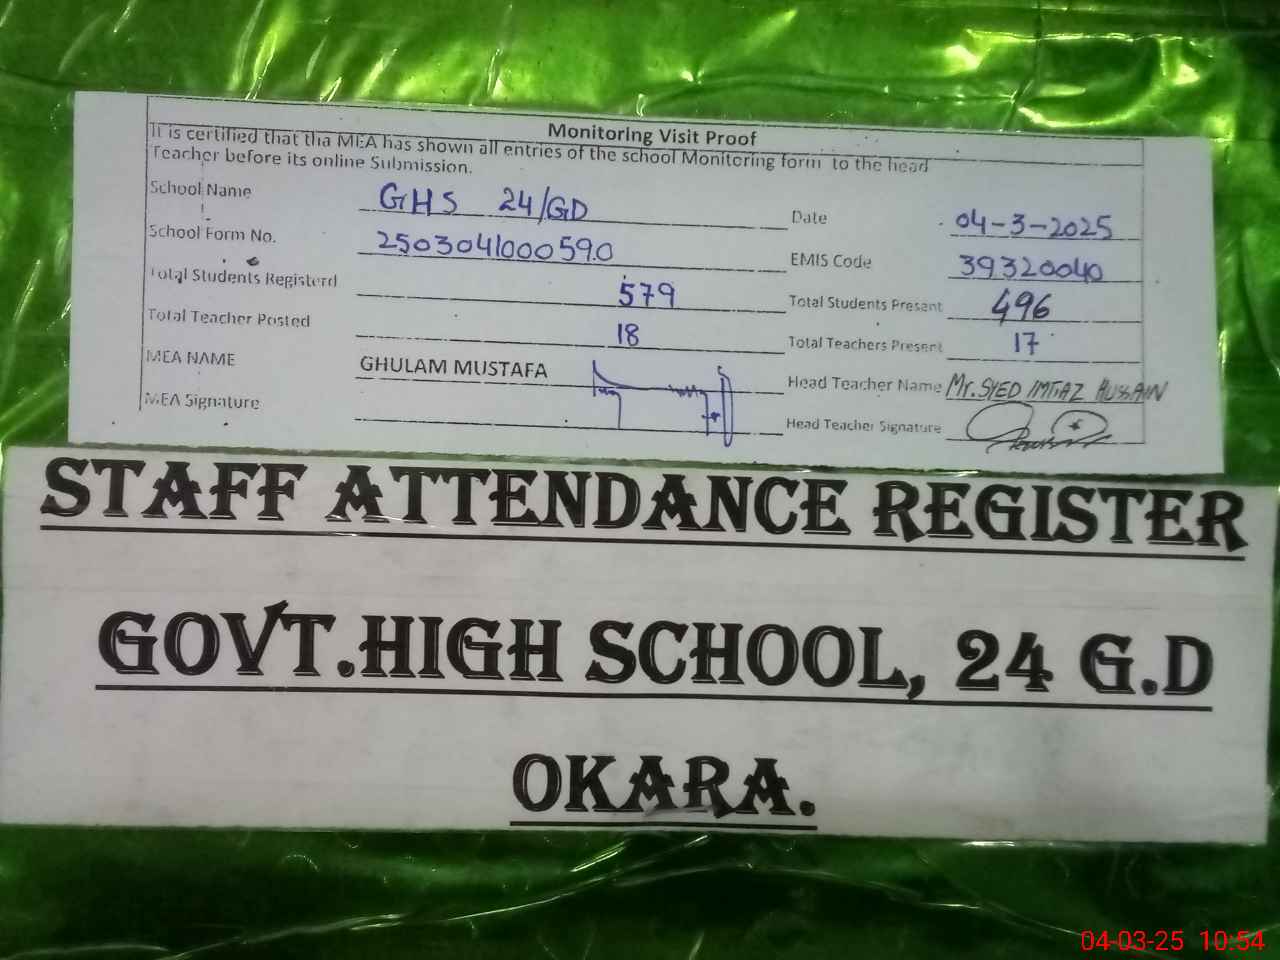 Monitoring Visit Proof
It is certified that tha MEA has shown all entries of the school Monitoring form to the head
Teacher before its online Submission.
School Name GHS 24/GD Date 04-3-2025
School Form No. 2503041000590 EMIS Code 39320040
Total Students Registerd 579 Total Students Present 496
Total Teacher Posted 18 Total Teachers Present 17
MEA NAME GHULAM MUSTAFA Head Teacher Name Mr. SYED IMTIAZ HUSSAIN
MEA Signature Head Teacher Signature
STAFF ATTENDANCE REGISTER
GOVT.HIGH SCHOOL, 24 G.D
OKARA.
04-03-25 10:54